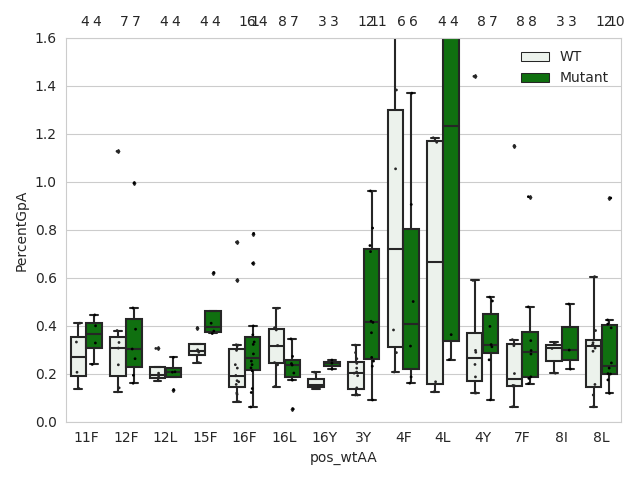 4 4 7 7 4 4 4 4 16 14 8 7 3 3 12 11 6 6 4 4 8 7 8 8 3 3 12 10
1.6
WT
Mutant
1.4
1.2
1.0
0.8
0.6
0.4
0.2
0.0
PercentGpA
11F 12F 12L 15F 16F 16L 16Y 3Y 4F 4L 4Y 7F 8I 8L
pos_wtAA